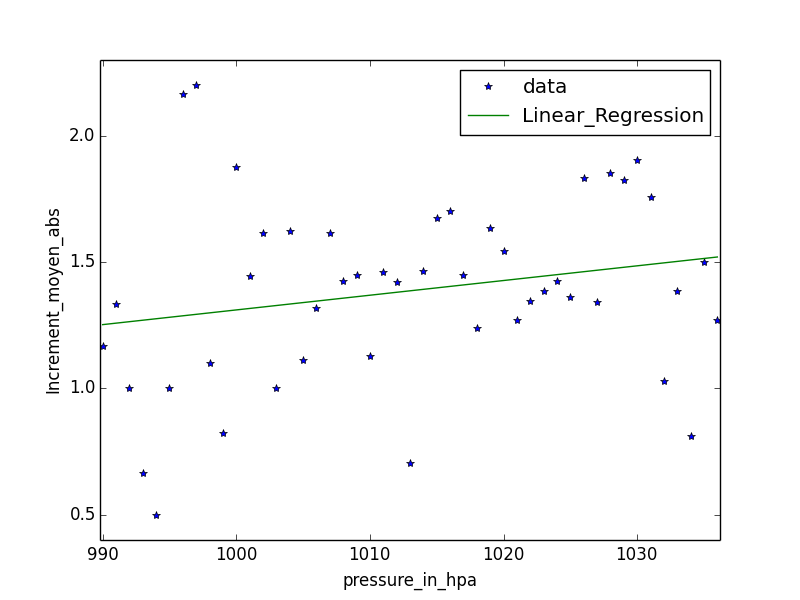 data
Linear_Regression
2.0
1.5
1.0
0.5
Increment_moyen_abs
990 1000 1010 1020 1030
pressure_in_hpa